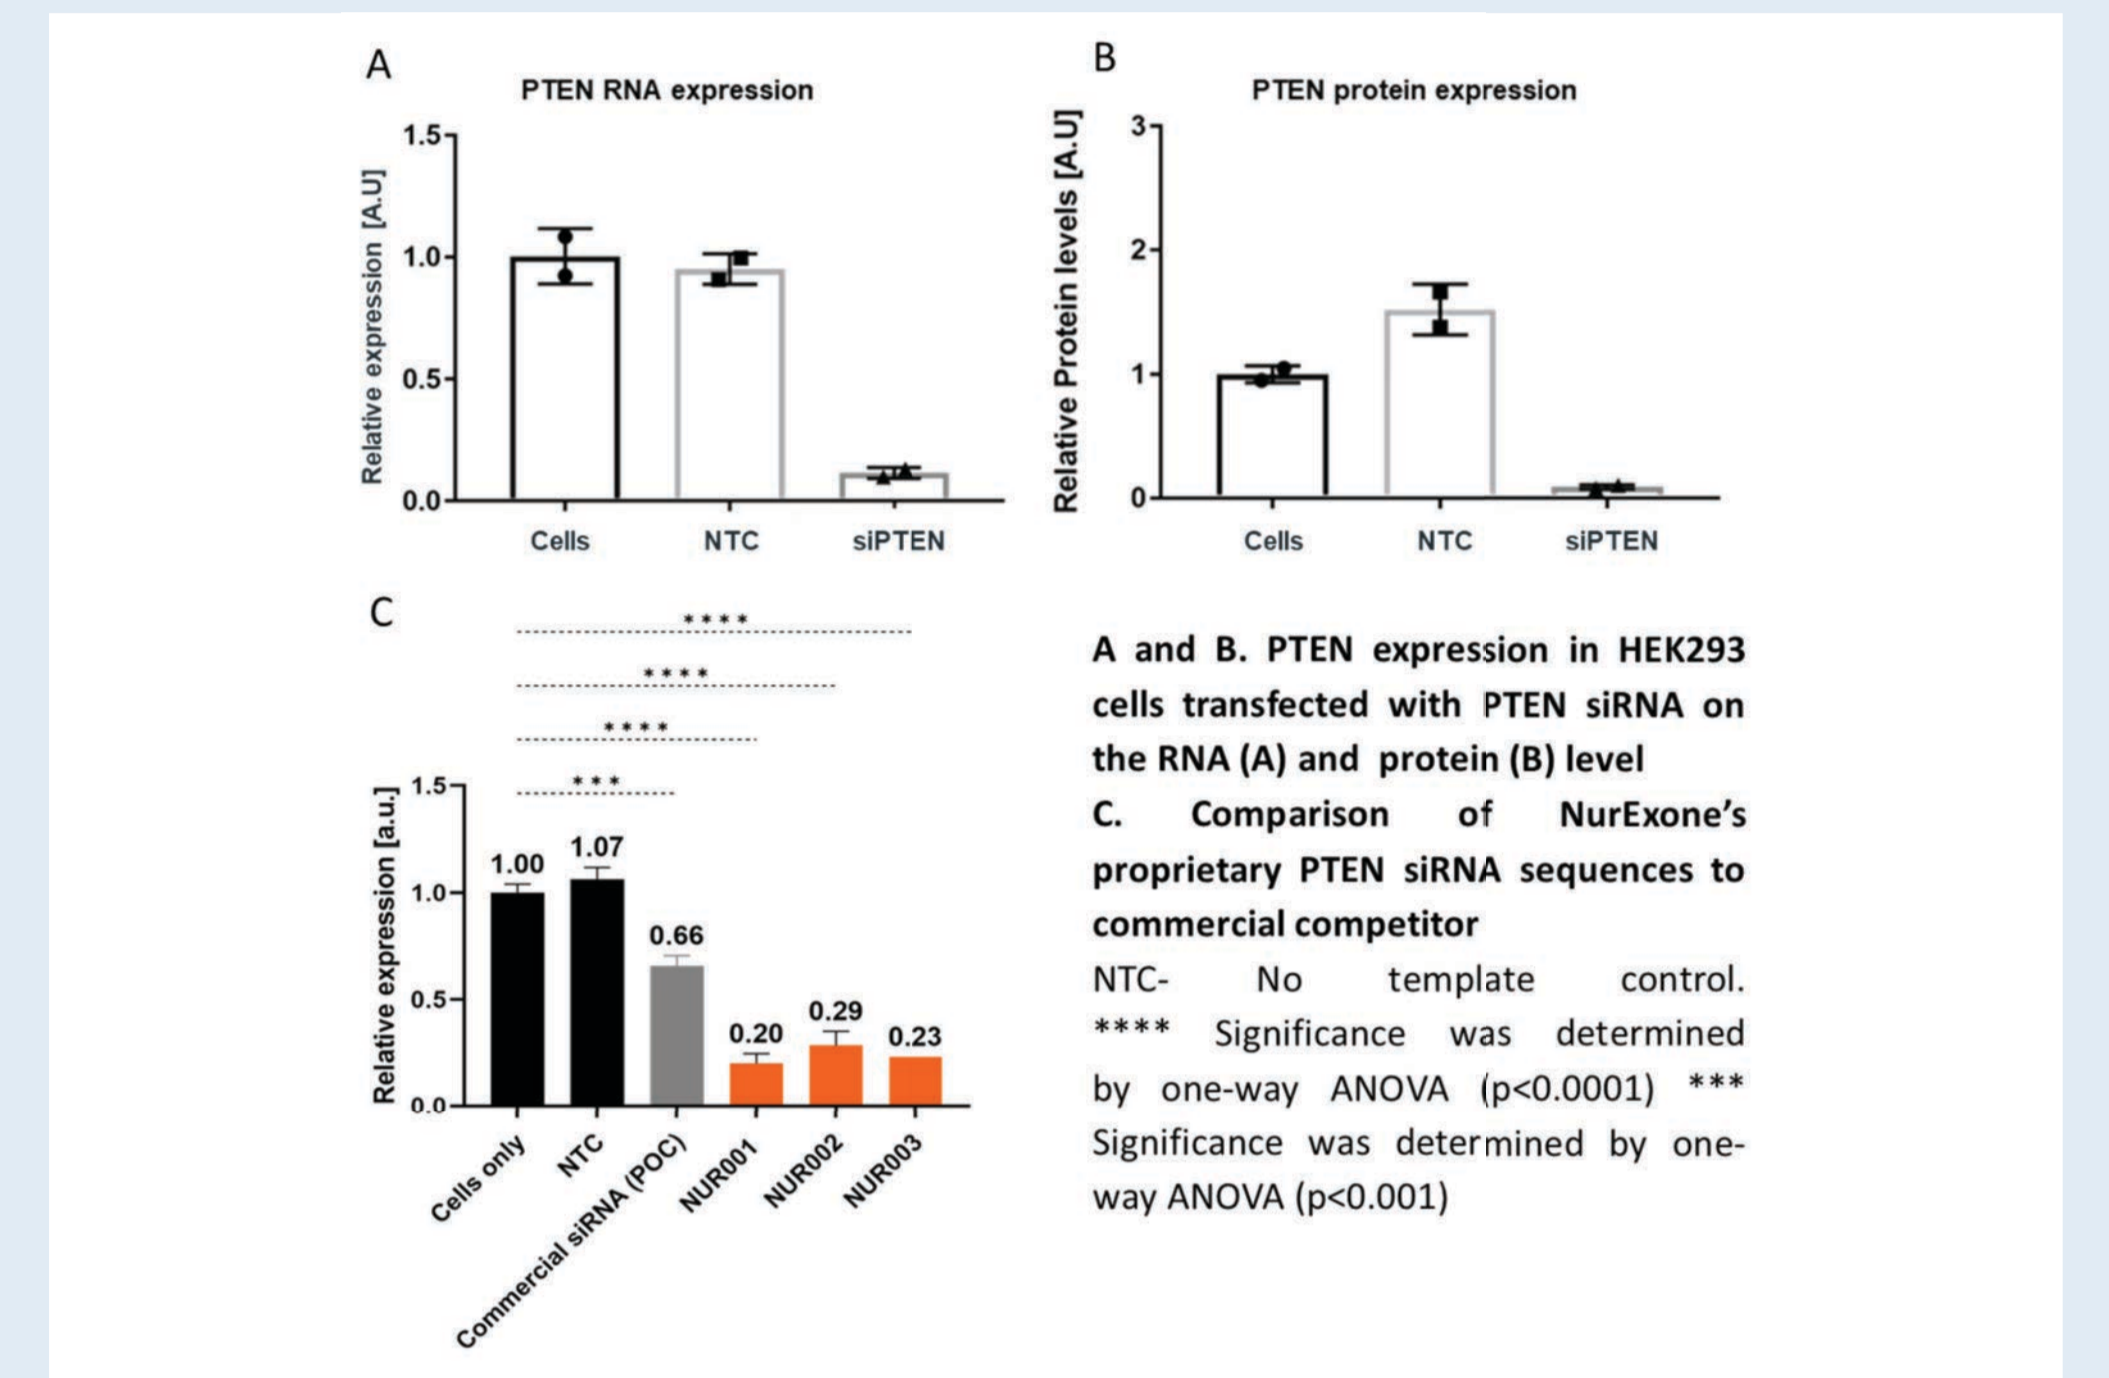 A
PTEN RNA expression
Relative expression [A.U]
1.5
1.0
0.5
0.0
Cells NTC siPTEN
B
PTEN protein expression
Relative Protein levels [A.U]
3
2
1
0
Cells NTC siPTEN
C
****
****
****
***
Relative expression [a.u.]
1.5
1.0
0.5
0.0
1.00
1.07
0.66
0.20
0.29
0.23
Cells only
NTC
Commercial siRNA (POC)
NUR001
NUR002
NUR003
A and B. PTEN expression in HEK293
cells transfected with PTEN siRNA on
the RNA (A) and protein (B) level
C. Comparison of NurExone’s
proprietary PTEN siRNA sequences to
commercial competitor
NTC- No template control.
**** Significance was determined
by one-way ANOVA (p<0.0001) ***
Significance was determined by one-
way ANOVA (p<0.001)